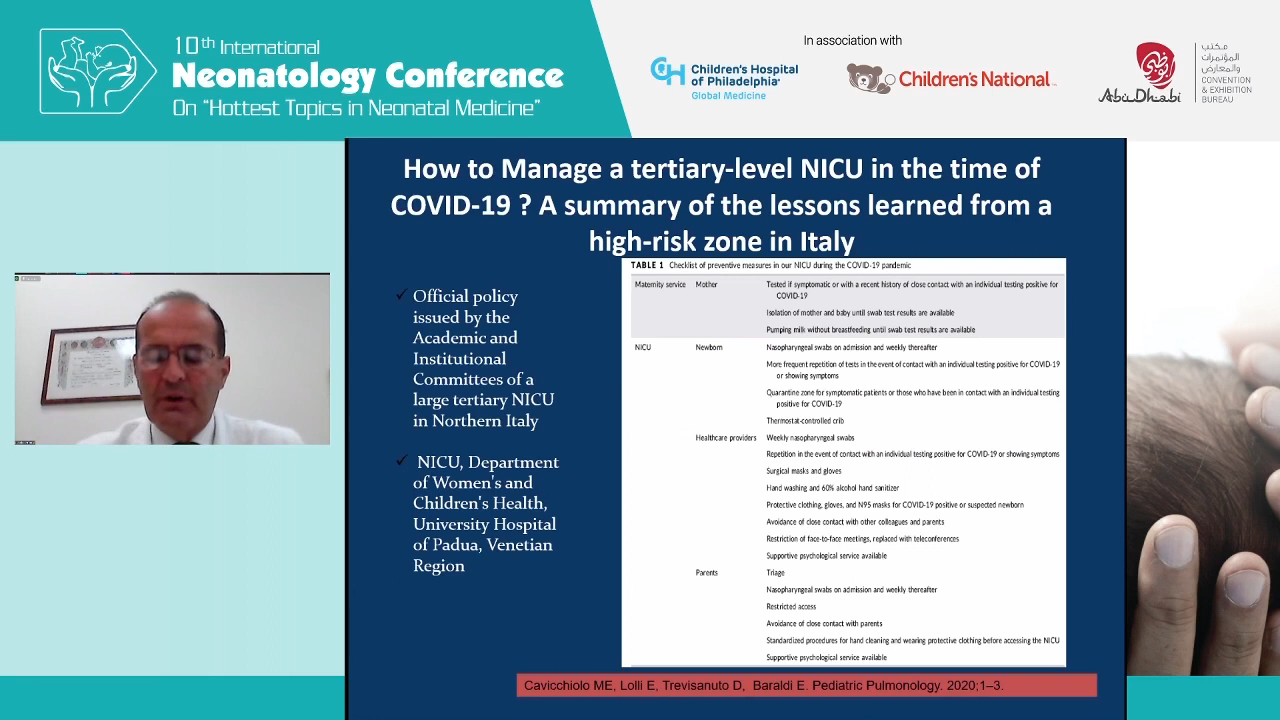 10th International
Neonatology Conference
On "Hottest Topics in Neonatal Medicine"
In association with
Children's Hospital
of Philadelphia
Global Medicine
Children's National
Abu Dhabi
مكتب
المؤتمرات
والمعارض
CONVENTION
& EXHIBITION
BUREAU
أبوظبي
How to Manage a tertiary-level NICU in the time of
COVID-19 ? A summary of the lessons learned from a
high-risk zone in Italy
✓ Official policy
issued by the
Academic and
Institutional
Committees of a
large tertiary NICU
in Northern Italy
✓ NICU, Department
of Women's and
Children's Health,
University Hospital
of Padua, Venetian
Region
TABLE 1 Checklist of preventive measures in our NICU during the COVID-19 pandemic
Maternity service Mother Tested if symptomatic or with a recent history of close contact with an individual testing positive for
COVID-19
Isolation of mother and baby until swab test results are available
Pumping milk without breastfeeding until swab test results are available
NICU Newborn Nasopharyngeal swabs on admission and weekly thereafter
More frequent repetition of tests in the event of contact with an individual testing positive for COVID-19
or showing symptoms
Quarantine zone for symptomatic patients or those who have been in contact with an individual testing
positive for COVID-19
Thermostat-controlled crib
Healthcare providers Weekly nasopharyngeal swabs
Repetition in the event of contact with an individual testing positive for COVID-19 or showing symptoms
Surgical masks and gloves
Hand washing and 60% alcohol hand sanitizer
Protective clothing, gloves, and N95 masks for COVID-19 positive or suspected newborn
Avoidance of close contact with other colleagues and parents
Restriction of face-to-face meetings, replaced with teleconferences
Supportive psychological service available
Parents Triage
Nasopharyngeal swabs on admission and weekly thereafter
Restricted access
Avoidance of close contact with parents
Standardized procedures for hand cleaning and wearing protective clothing before accessing the NICU
Supportive psychological service available
Cavicchiolo ME, Lolli E, Trevisanuto D, Baraldi E. Pediatric Pulmonology. 2020;1–3.